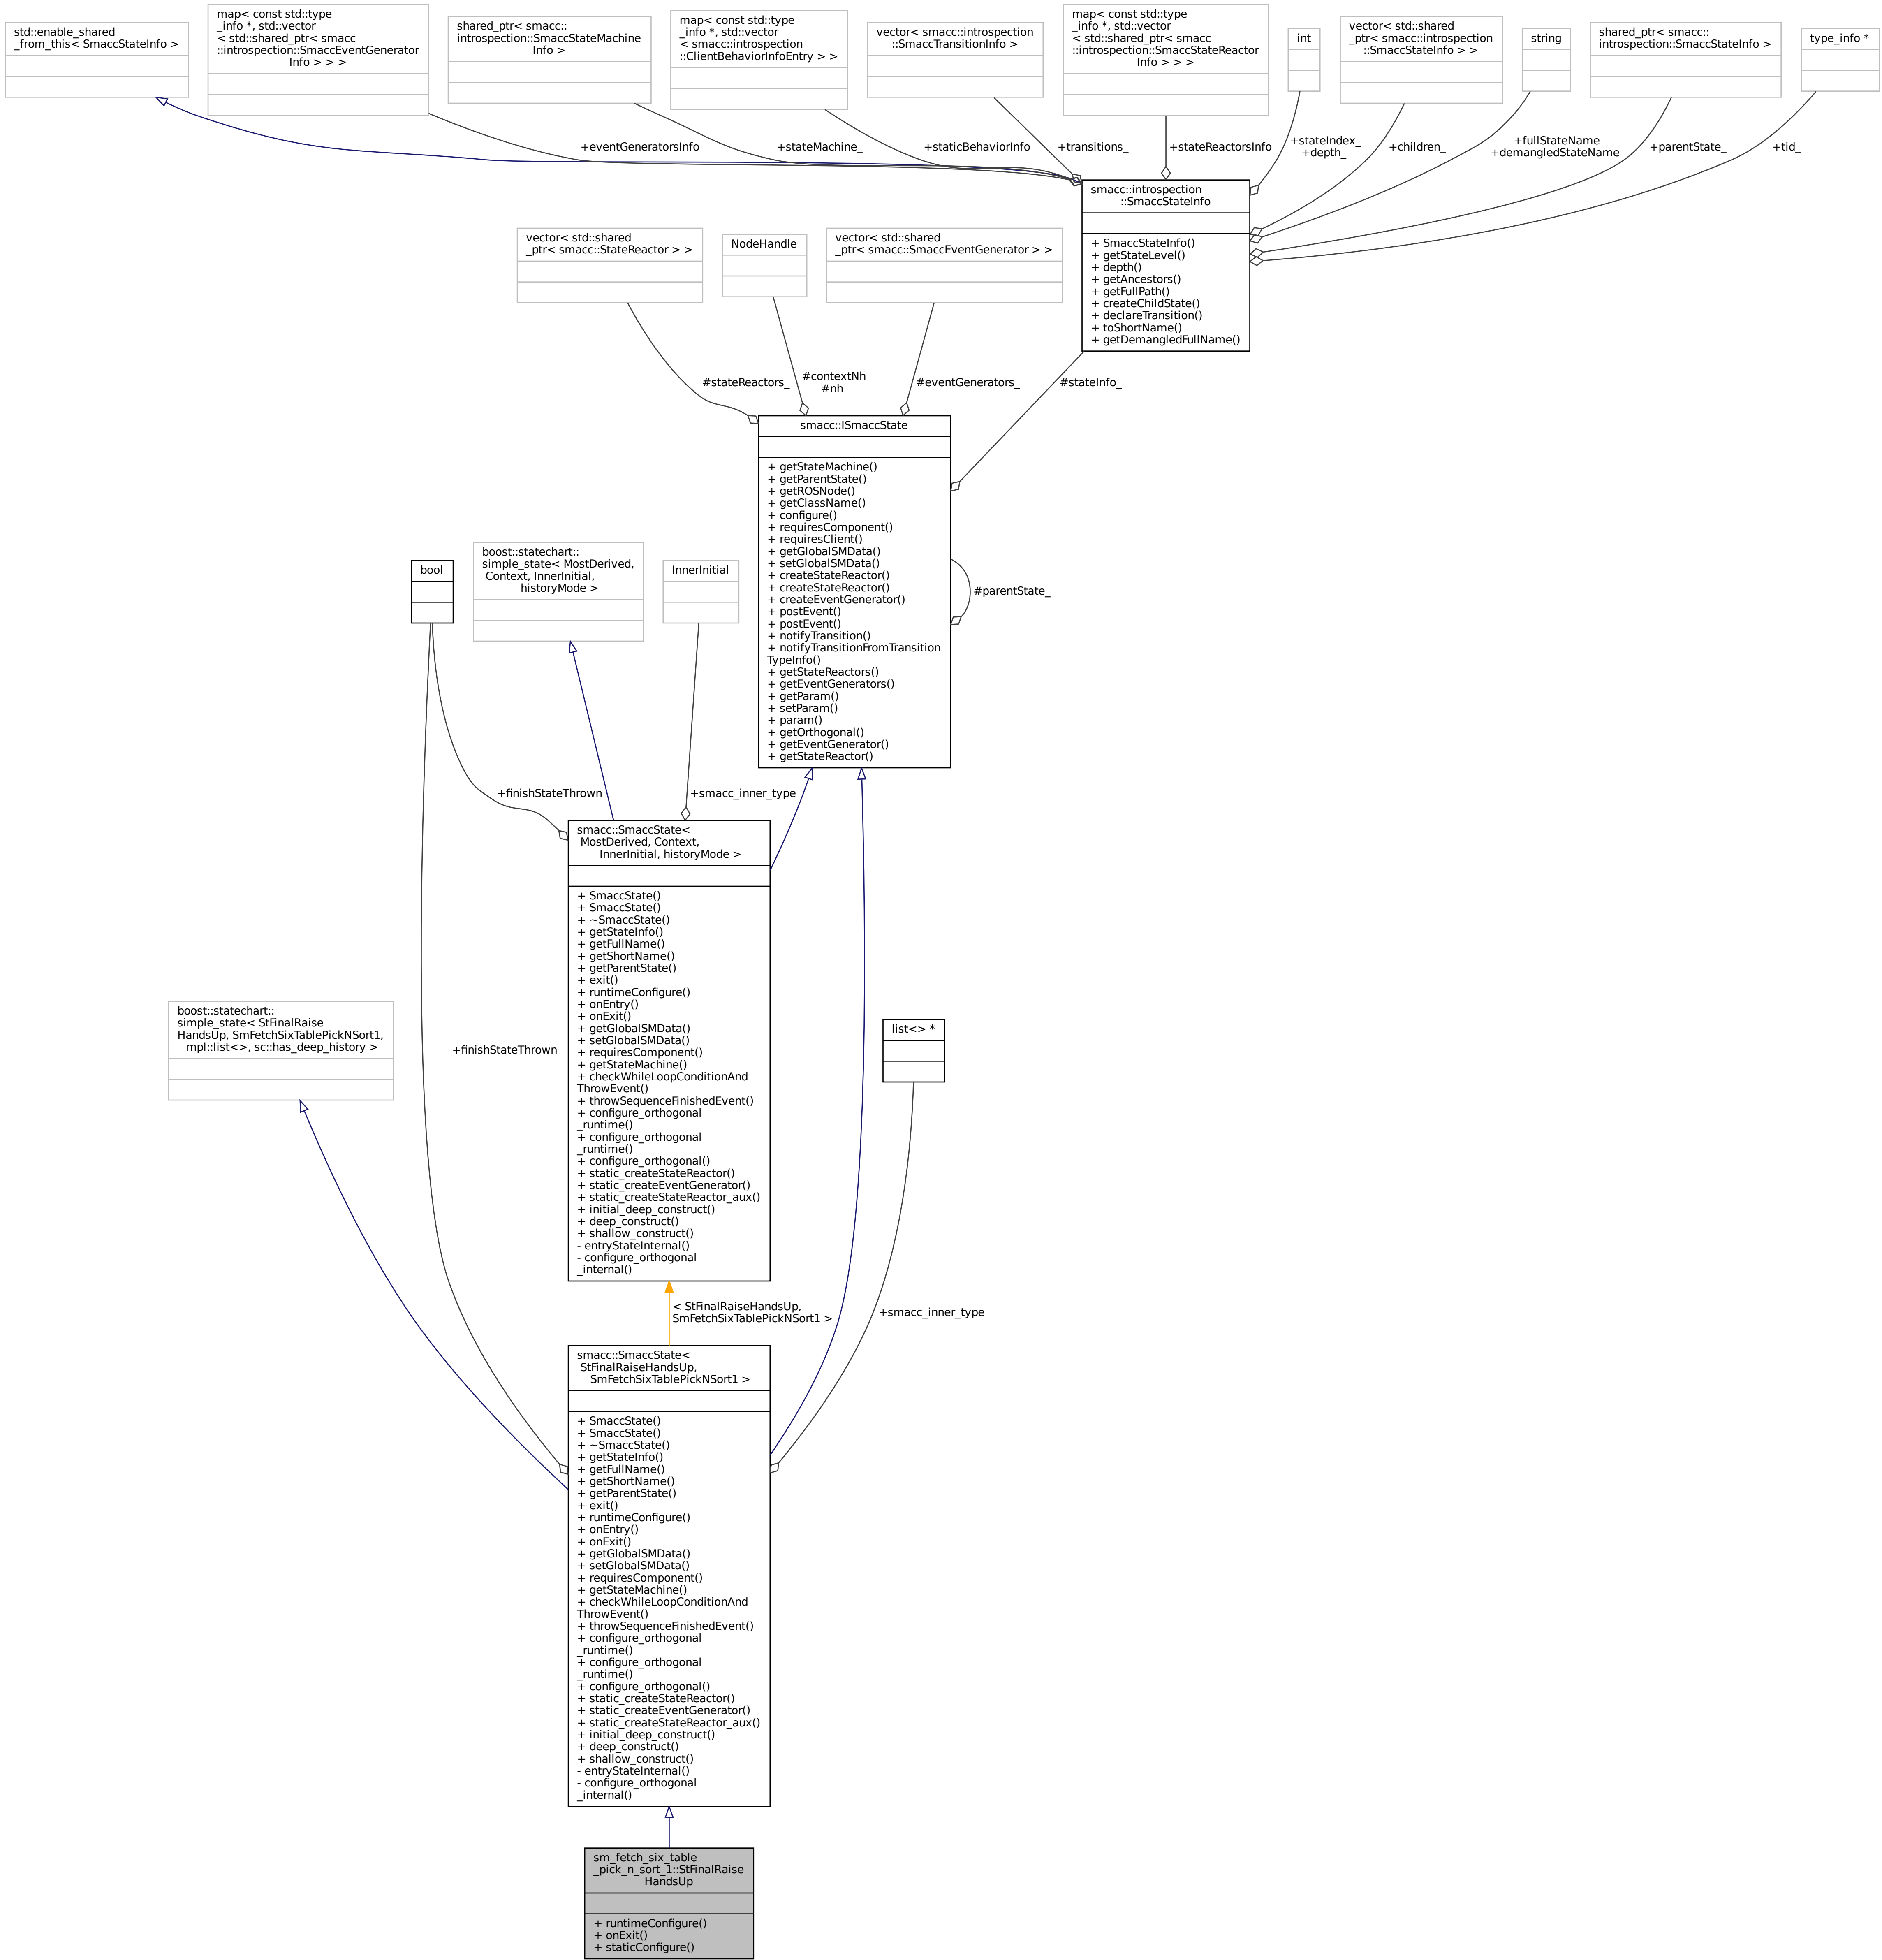 std::enable_shared
_from_this< SmaccStateInfo >
map< const std::type
_info *, std::vector
< std::shared_ptr< smacc
::introspection::SmaccEventGenerator
Info > > >
shared_ptr< smacc::
introspection::SmaccStateMachine
Info >
map< const std::type
_info *, std::vector
< smacc::introspection
::ClientBehaviorInfoEntry > >
vector< smacc::introspection
::SmaccTransitionInfo >
map< const std::type
_info *, std::vector
< std::shared_ptr< smacc
::introspection::SmaccStateReactor
Info > > >
int
vector< std::shared
_ptr< smacc::introspection
::SmaccStateInfo > >
string
shared_ptr< smacc::
introspection::SmaccStateInfo >
type_info *
+eventGeneratorsInfo
+stateMachine_
+staticBehaviorInfo
+transitions_
+stateReactorsInfo
+stateIndex_
+depth_
+children_
+fullStateName
+demangledStateName
+parentState_
+tid_
smacc::introspection
::SmaccStateInfo
+ SmaccStateInfo()
+ getStateLevel()
+ depth()
+ getAncestors()
+ getFullPath()
+ createChildState()
+ declareTransition()
+ toShortName()
+ getDemangledFullName()
vector< std::shared
_ptr< smacc::StateReactor > >
NodeHandle
vector< std::shared
_ptr< smacc::SmaccEventGenerator > >
#stateReactors_
#contextNh
#nh
#eventGenerators_
#stateInfo_
smacc::ISmaccState
+ getStateMachine()
+ getParentState()
+ getROSNode()
+ getClassName()
+ configure()
+ requiresComponent()
+ requiresClient()
+ getGlobalSMData()
+ setGlobalSMData()
+ createStateReactor()
+ createStateReactor()
+ createEventGenerator()
+ postEvent()
+ postEvent()
+ notifyTransition()
+ notifyTransitionFromTransition
TypeInfo()
+ getStateReactors()
+ getEventGenerators()
+ getParam()
+ setParam()
+ param()
+ getOrthogonal()
+ getEventGenerator()
+ getStateReactor()
#parentState_
bool
boost::statechart::
simple_state< MostDerived,
Context, InnerInitial,
historyMode >
InnerInitial
+finishStateThrown
+smacc_inner_type
smacc::SmaccState<
MostDerived, Context,
InnerInitial, historyMode >
+ SmaccState()
+ SmaccState()
+ ~SmaccState()
+ getStateInfo()
+ getFullName()
+ getShortName()
+ getParentState()
+ exit()
+ runtimeConfigure()
+ onEntry()
+ onExit()
+ getGlobalSMData()
+ setGlobalSMData()
+ requiresComponent()
+ getStateMachine()
+ checkWhileLoopConditionAnd
ThrowEvent()
+ throwSequenceFinishedEvent()
+ configure_orthogonal
_runtime()
+ configure_orthogonal
_runtime()
+ configure_orthogonal()
+ static_createStateReactor()
+ static_createEventGenerator()
+ static_createStateReactor_aux()
+ initial_deep_construct()
+ deep_construct()
+ shallow_construct()
- entryStateInternal()
- configure_orthogonal
_internal()
boost::statechart::
simple_state< StFinalRaise
HandsUp, SmFetchSixTablePickNSort1,
mpl::list<>, sc::has_deep_history >
+finishStateThrown
list<> *
< StFinalRaiseHandsUp,
SmFetchSixTablePickNSort1 >
+smacc_inner_type
smacc::SmaccState<
StFinalRaiseHandsUp,
SmFetchSixTablePickNSort1 >
+ SmaccState()
+ SmaccState()
+ ~SmaccState()
+ getStateInfo()
+ getFullName()
+ getShortName()
+ getParentState()
+ exit()
+ runtimeConfigure()
+ onEntry()
+ onExit()
+ getGlobalSMData()
+ setGlobalSMData()
+ requiresComponent()
+ getStateMachine()
+ checkWhileLoopConditionAnd
ThrowEvent()
+ throwSequenceFinishedEvent()
+ configure_orthogonal
_runtime()
+ configure_orthogonal
_runtime()
+ configure_orthogonal()
+ static_createStateReactor()
+ static_createEventGenerator()
+ static_createStateReactor_aux()
+ initial_deep_construct()
+ deep_construct()
+ shallow_construct()
- entryStateInternal()
- configure_orthogonal
_internal()
sm_fetch_six_table
_pick_n_sort_1::StFinalRaise
HandsUp
+ runtimeConfigure()
+ onExit()
+ staticConfigure()